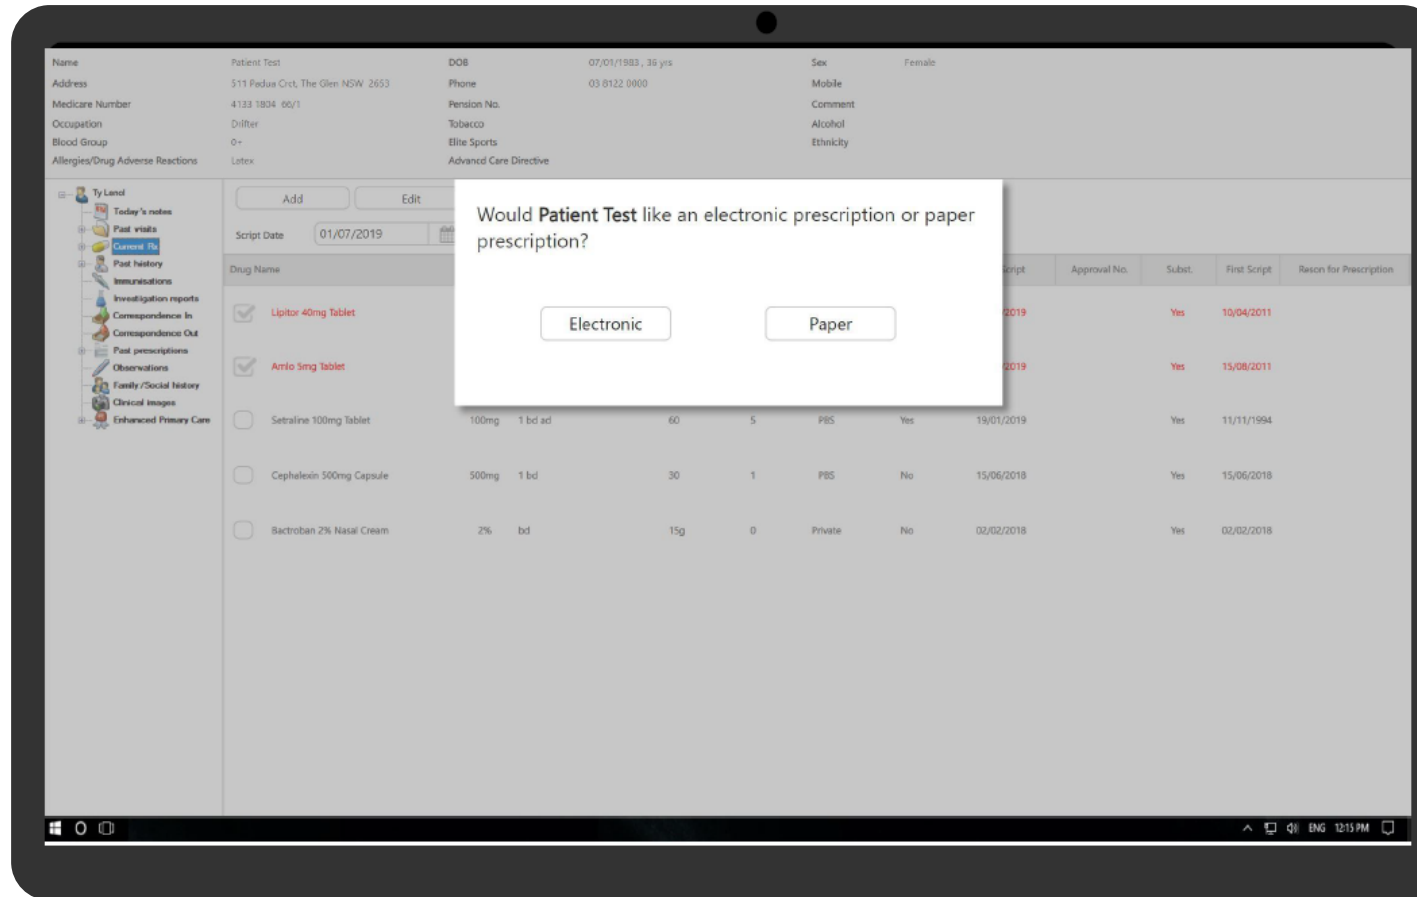 Name Patient Test DOB 07/01/1983 , 36 yrs Sex Female
Address 511 Padua Crct, The Glen NSW 2653 Phone 03 8122 0000 Mobile
Medicare Number 4133 1804 66/1 Pension No. Comment
Occupation Drifter Tobacco Alcohol
Blood Group 0+ Elite Sports Ethnicity
Allergies/Drug Adverse Reactions Latex Advancd Care Directive
Ty Lend
Today's notes
Past visits
Current Rx
Past history
Immunisations
Investigation reports
Correspondence In
Correspondence Out
Past prescriptions
Observations
Family /Social history
Clinical images
Enhanced Primary Care
Add Edit
Script Date 01/07/2019
Would Patient Test like an electronic prescription or paper
prescription?
Electronic Paper
Drug Name Script Approval No. Subst. First Script Reson for Prescription
Lipitor 40mg Tablet 2019 Yes 10/04/2011
Amlo 5mg Tablet 2019 Yes 15/08/2011
Setraline 100mg Tablet 100mg 1 bd ad 60 5 PBS Yes 19/01/2019 Yes 11/11/1994
Cephalexin 500mg Capsule 500mg 1 bd 30 1 PBS No 15/06/2018 Yes 15/06/2018
Bactroban 2% Nasal Cream 2% bd 15g 0 Private No 02/02/2018 Yes 02/02/2018
ENG 12:15 PM